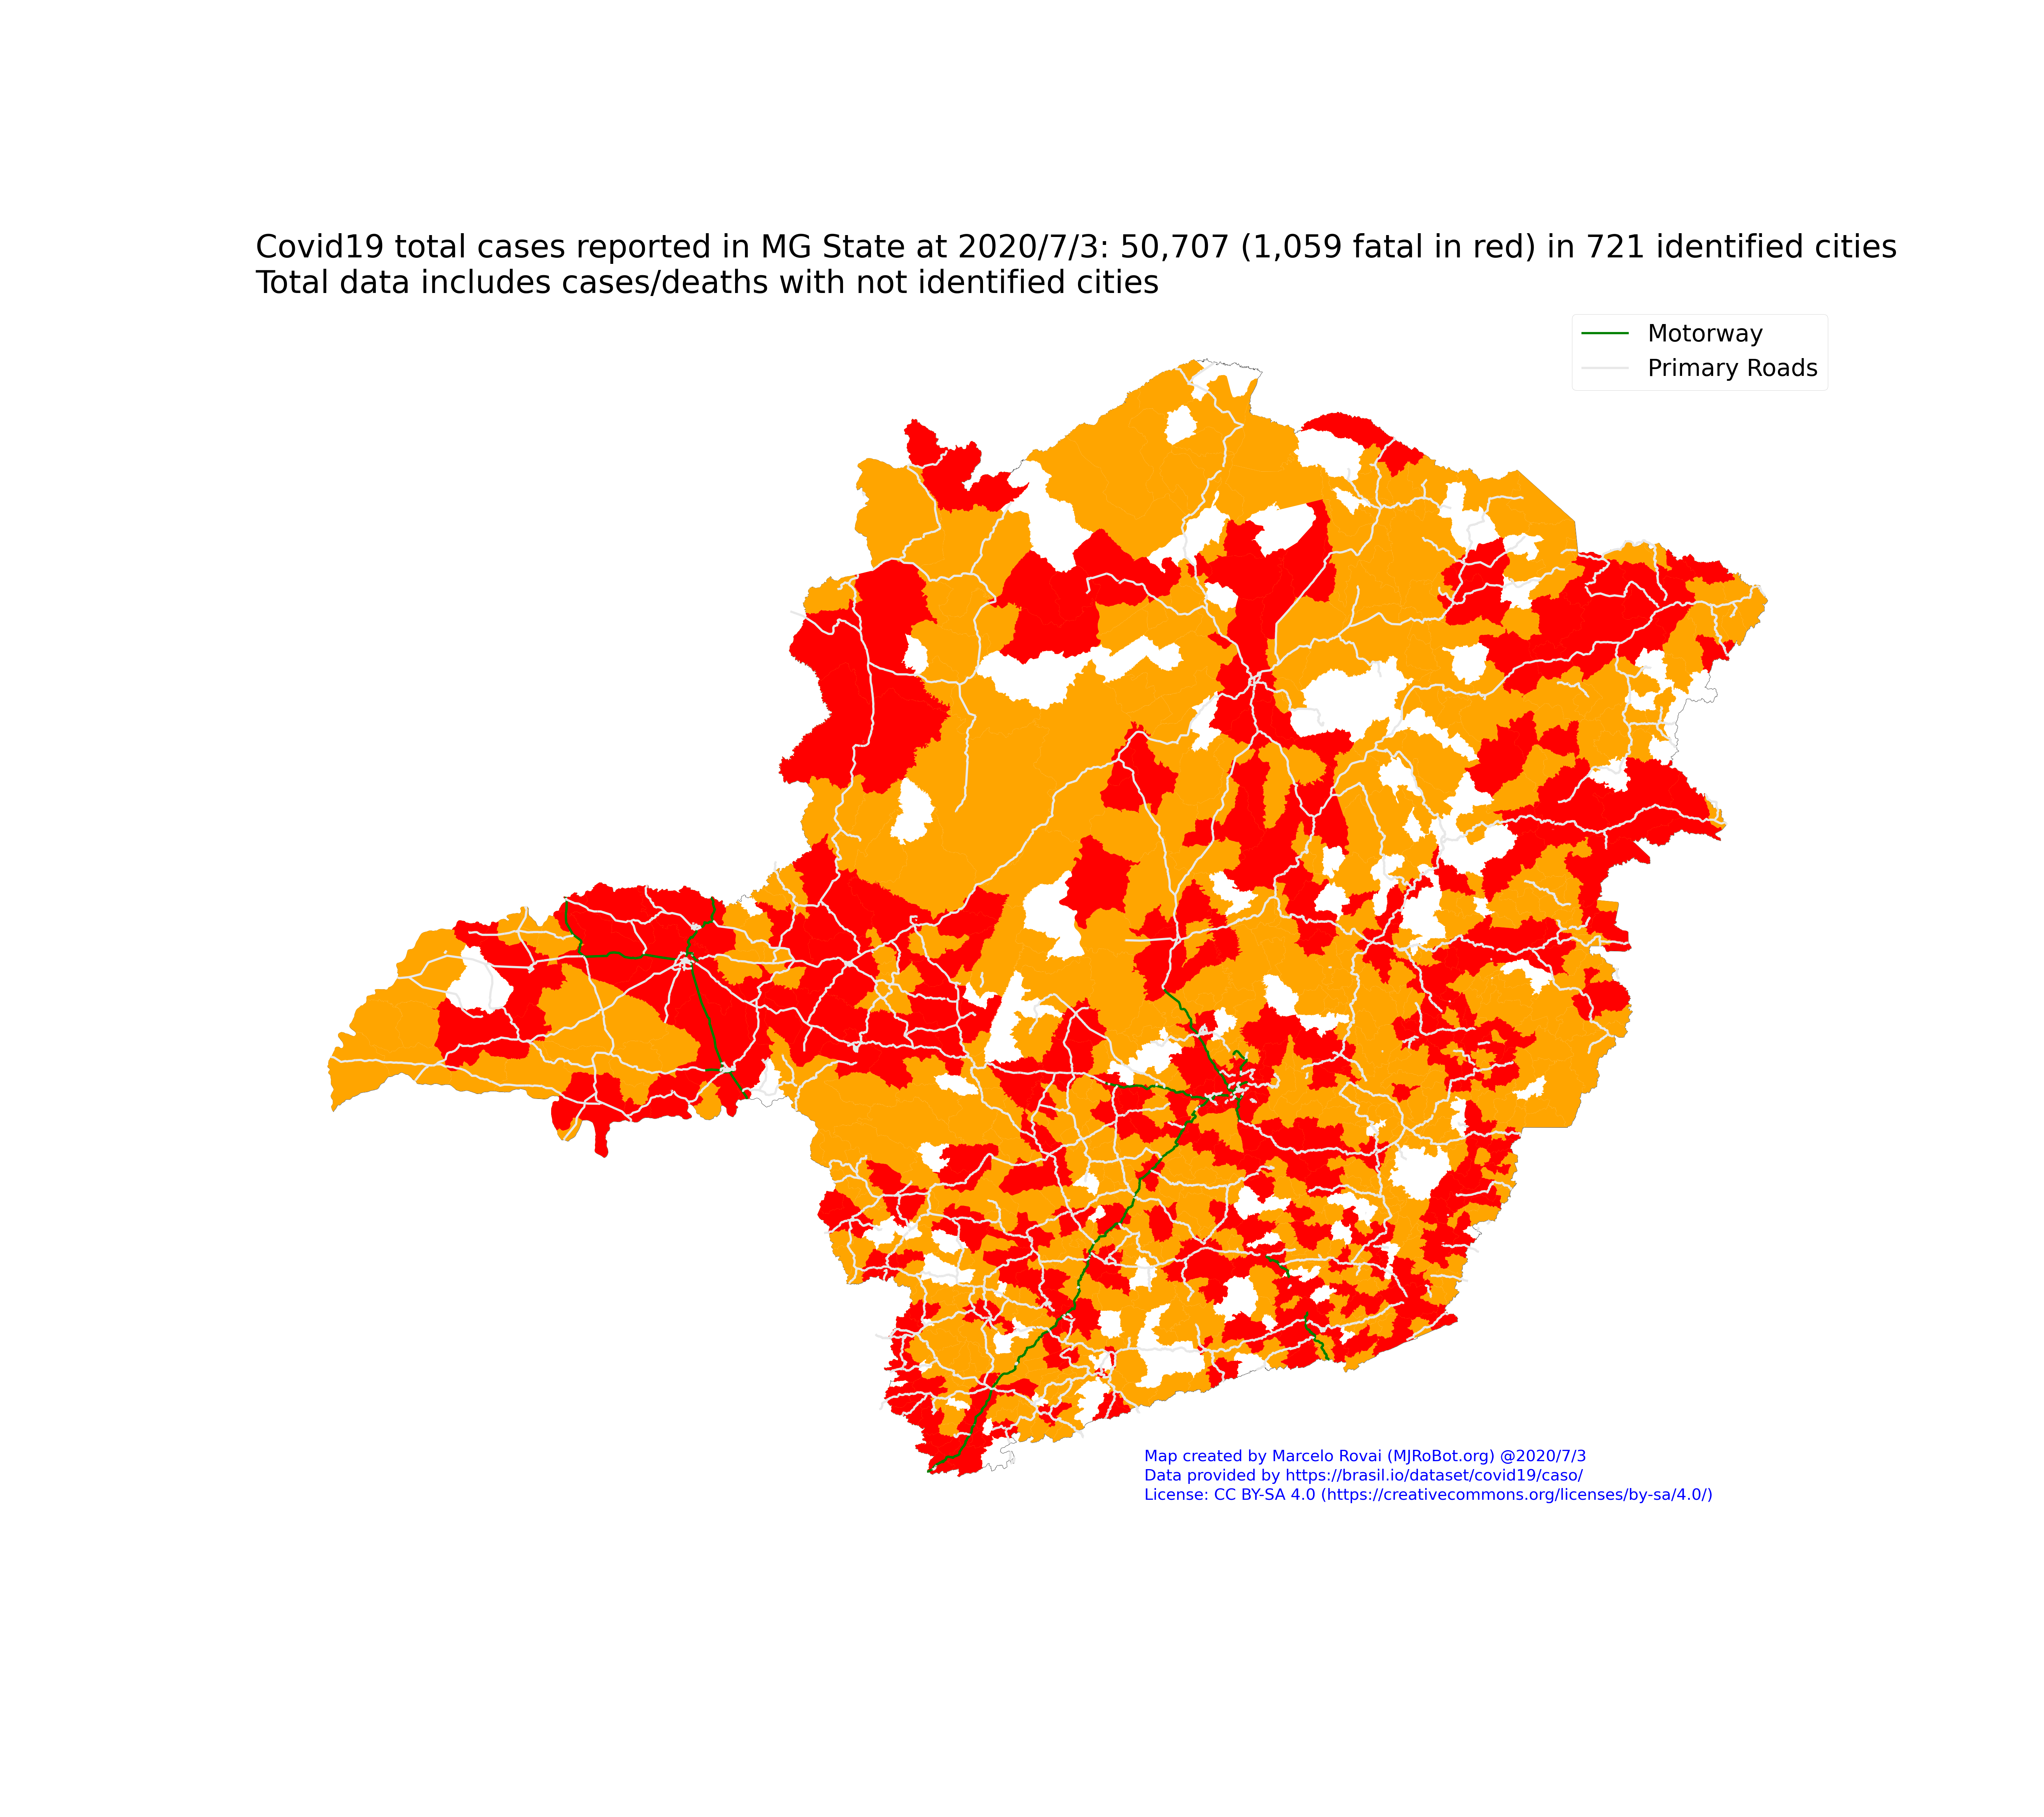 Covid19 total cases reported in MG State at 2020/7/3: 50,707 (1,059 fatal in red) in 721 identified cities
Total data includes cases/deaths with not identified cities
Motorway
Primary Roads
Map created by Marcelo Rovai (MJRoBot.org) @2020/7/3
Data provided by https://brasil.io/dataset/covid19/caso/
License: CC BY-SA 4.0 (https://creativecommons.org/licenses/by-sa/4.0/)